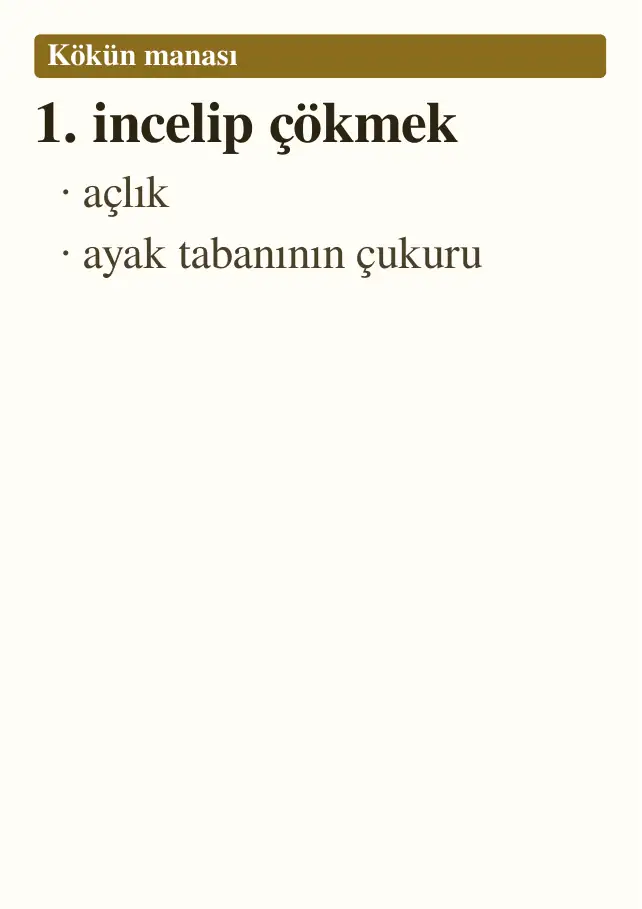 Kökün manası
1. incelip çökmek
· açlık
· ayak tabanının çukuru